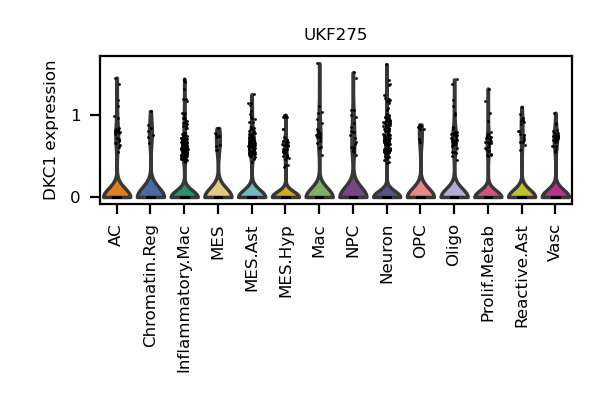 UKF275
DKC1 expression
1
0
AC
Chromatin.Reg
Inflammatory.Mac
MES
MES.Ast
MES.Hyp
Mac
NPC
Neuron
OPC
Oligo
Prolif.Metab
Reactive.Ast
Vasc